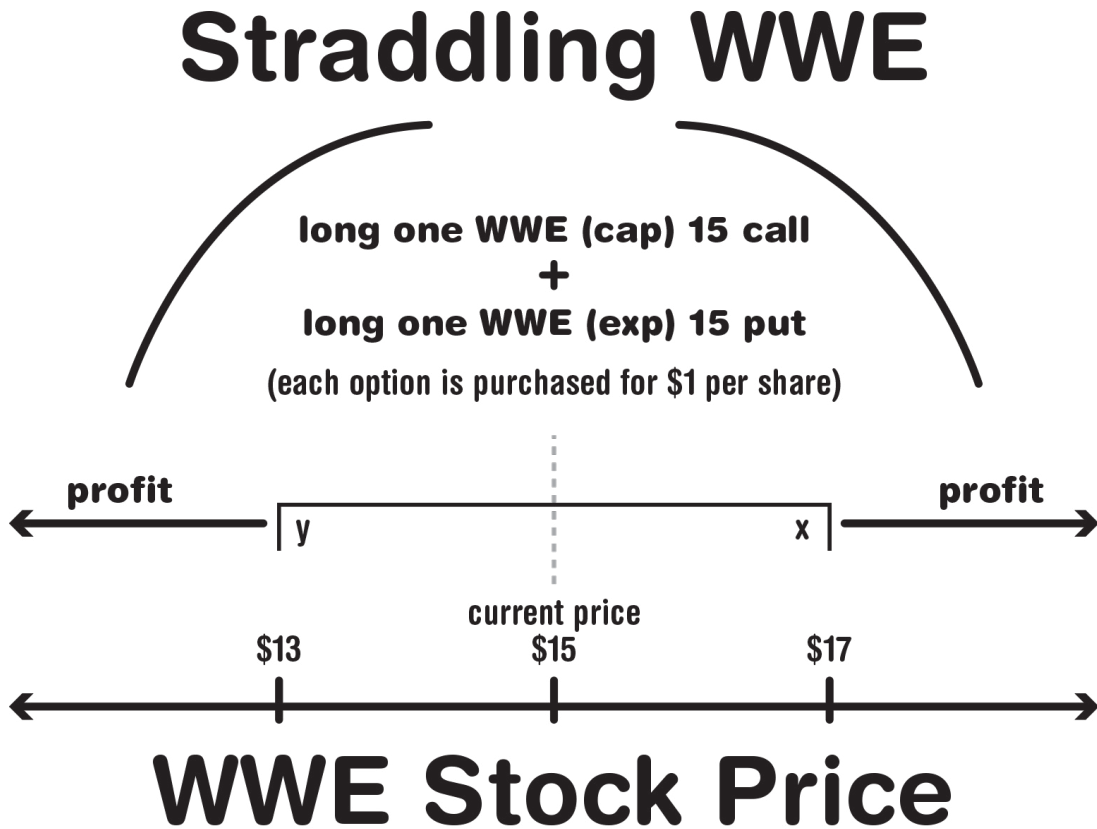 Straddling WWE
long one WWE (cap) 15 call
+
long one WWE (exp) 15 put
(each option is purchased for $1 per share)
profit
profit
y
x
current price
$13
$15
$17
WWE Stock Price